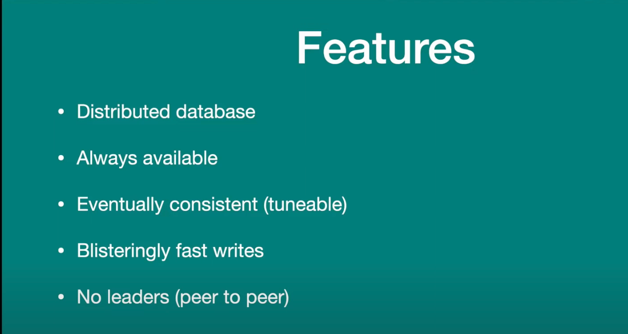 Features
• Distributed database
• Always available
• Eventually consistent (tuneable)
• Blisteringly fast writes
• No leaders (peer to peer)